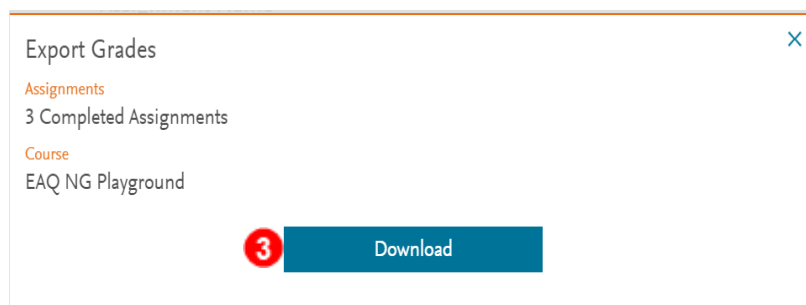 Export Grades
Assignments
3 Completed Assignments
Course
EAQ NG Playground
3 Download